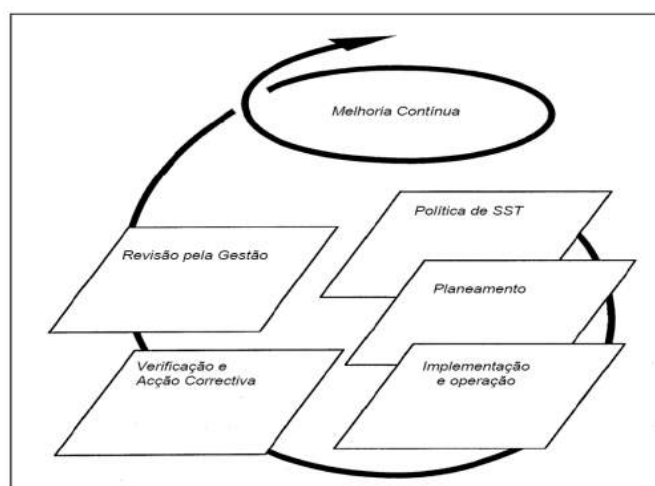 Melhoria Contínua
Política de SST
Planeamento
Implementação
e operação
Verificação e
Acção Correctiva
Revisão pela Gestão